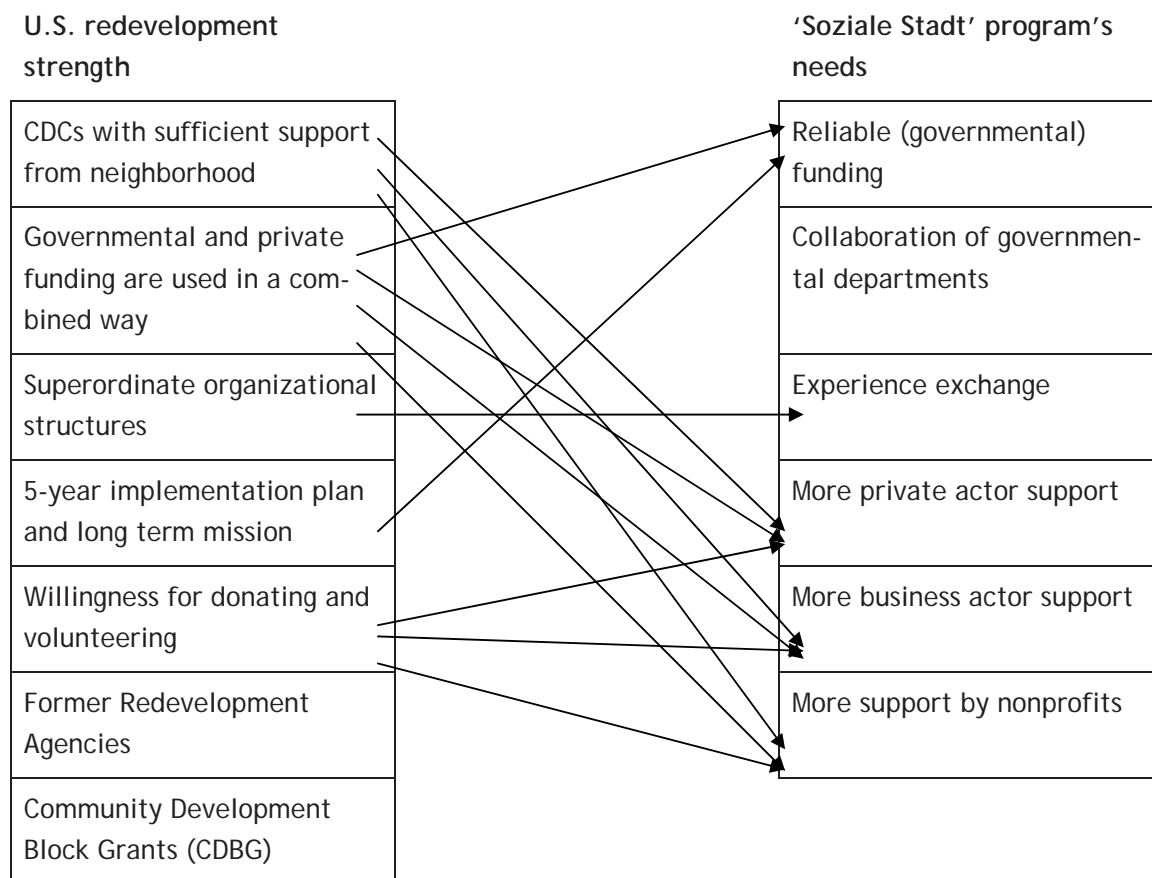 U.S. redevelopment
strength
CDCs with sufficient support
from neighborhood
Governmental and private
funding are used in a com-
bined way
Superordinate organizational
structures
5-year implementation plan
and long term mission
Willingness for donating and
volunteering
Former Redevelopment
Agencies
Community Development
Block Grants (CDBG)
‘Soziale Stadt’ program’s
needs
Reliable (governmental)
funding
Collaboration of governmen-
tal departments
Experience exchange
More private actor support
More business actor support
More support by nonprofits